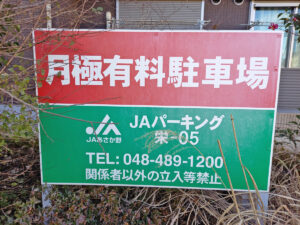 月極有料駐車場
JAあさか野
JAパーキング
栄-05
TEL: 048-489-1200
関係者以外の立入等禁止